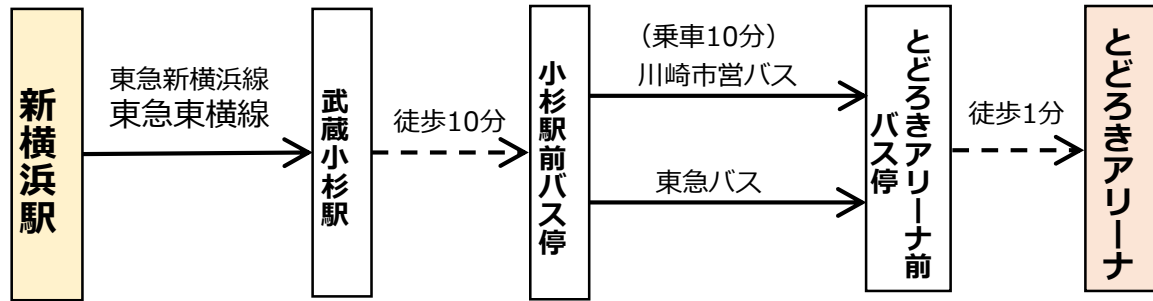 新横浜駅
東急新横浜線
東急東横線
武蔵小杉駅
徒歩10分
小杉駅前バス停
（乗車10分）
川崎市営バス
東急バス
とどろきアリーナ前
バス停
徒歩1分
とどろきアリーナ